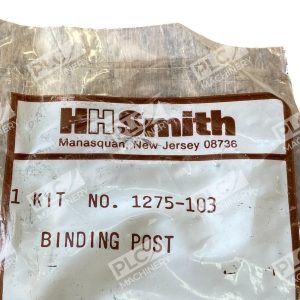 HHSmith
Manasquan, New Jersey 08736
1 KIT NO. 1275-103
BINDING POST